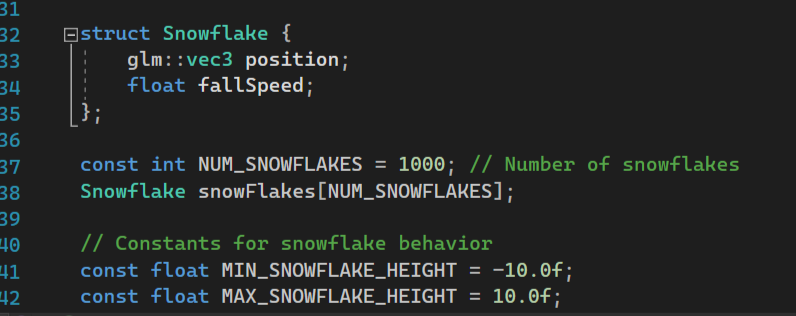 31
32 struct Snowflake {
33 glm::vec3 position;
34 float fallSpeed;
35 };
36
37 const int NUM_SNOWFLAKES = 1000; // Number of snowflakes
38 Snowflake snowFlakes[NUM_SNOWFLAKES];
39
40 // Constants for snowflake behavior
41 const float MIN_SNOWFLAKE_HEIGHT = -10.0f;
42 const float MAX_SNOWFLAKE_HEIGHT = 10.0f;